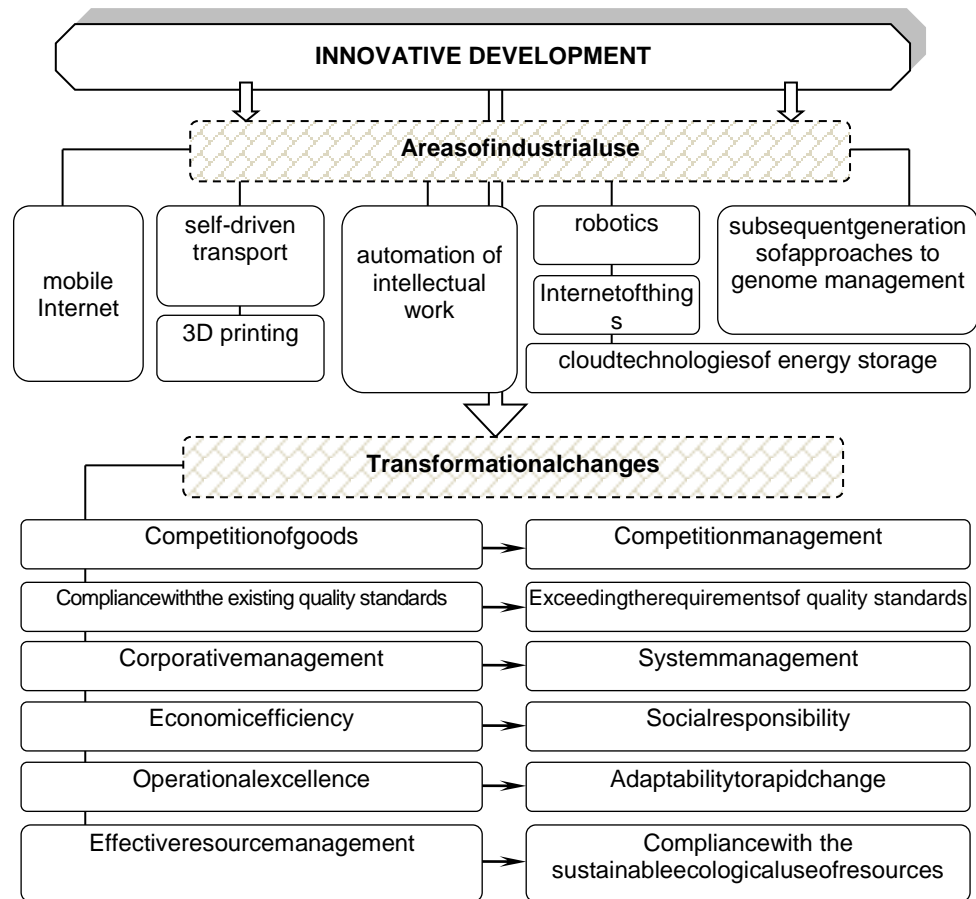 INNOVATIVE DEVELOPMENT
Areasofindustrialuse
mobile
Internet
self-driven
transport
3D printing
automation of
intellectual
work
robotics
Internetofthing
s
cloudtechnologiesof energy storage
subsequentgeneration
sofapproaches to
genome management
Transformationalchanges
Competitionofgoods
Competitionmanagement
Compliancewiththe existing quality standards
Exceedingtherequirementsof quality standards
Corporativemanagement
Systemmanagement
Economicefficiency
Socialresponsibility
Operationalexcellence
Adaptabilitytorapidchange
Effectiveresourcemanagement
Compliancewith the
sustainableecologicaluseofresources